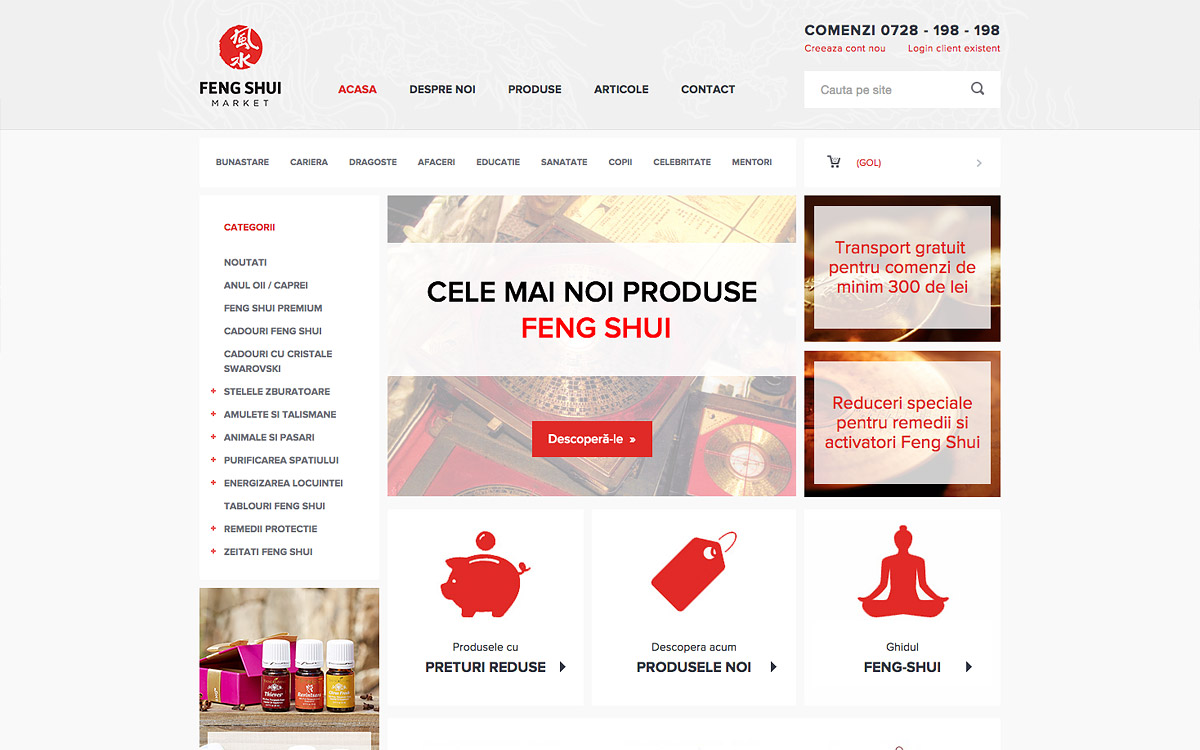 風水
FENG SHUI
MARKET
ACASA
DESPRE NOI
PRODUSE
ARTICOLE
CONTACT
COMENZI 0728 - 198 - 198
Creeaza cont nou
Login client existent
Cauta pe site
BUNASTARE
CARIERA
DRAGOSTE
AFACERI
EDUCATIE
SANATATE
COPII
CELEBRITATE
MENTORI
(GOL)
CATEGORII
NOUTATI
ANUL OII / CAPREI
FENG SHUI PREMIUM
CADOURI FENG SHUI
CADOURI CU CRISTALE
SWAROVSKI
+ STELELE ZBURATOARE
+ AMULETE SI TALISMANE
+ ANIMALE SI PASARI
+ PURIFICAREA SPATIULUI
+ ENERGIZAREA LOCUINTEI
TABLOURI FENG SHUI
+ REMEDII PROTECTIE
+ ZEITATI FENG SHUI
CELE MAI NOI PRODUSE
FENG SHUI
Descoperă-le »
Transport gratuit
pentru comenzi de
minim 300 de lei
Reduceri speciale
pentru remedii si
activatori Feng Shui
Produsele cu
PRETURI REDUSE
Descopera acum
PRODUSELE NOI
Ghidul
FENG-SHUI
Thieves